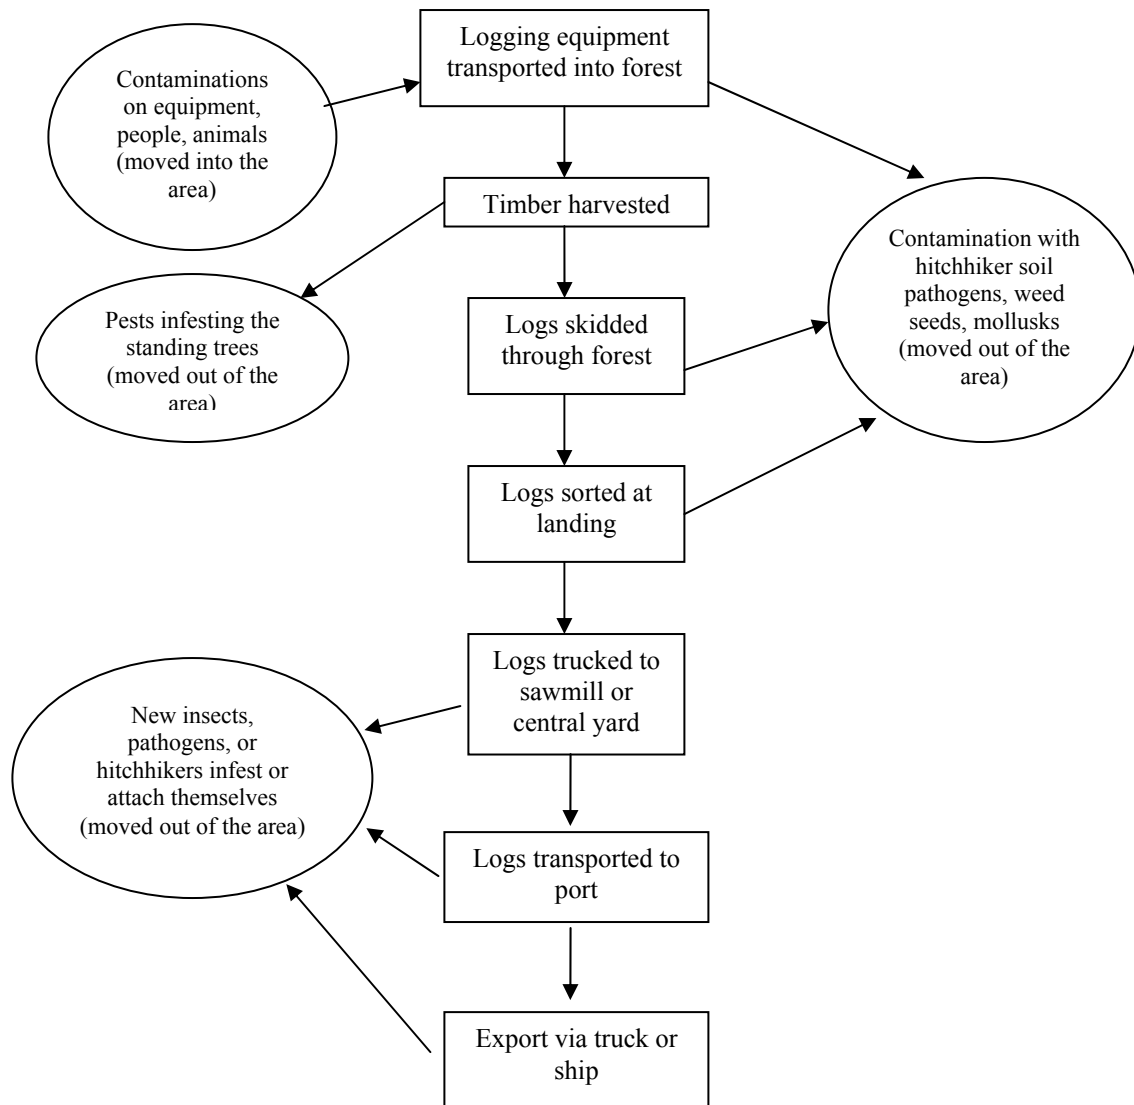 Logging equipment
transported into forest
Contaminations
on equipment,
people, animals
(moved into the
area)
Timber harvested
Contamination with
hitchhiker soil
pathogens, weed
seeds, mollusks
(moved out of the
area)
Pests infesting the
standing trees
(moved out of the
area)
Logs skidded
through forest
Logs sorted at
landing
Logs trucked to
sawmill or
central yard
New insects,
pathogens, or
hitchhikers infest or
attach themselves
(moved out of the area)
Logs transported to
port
Export via truck or
ship